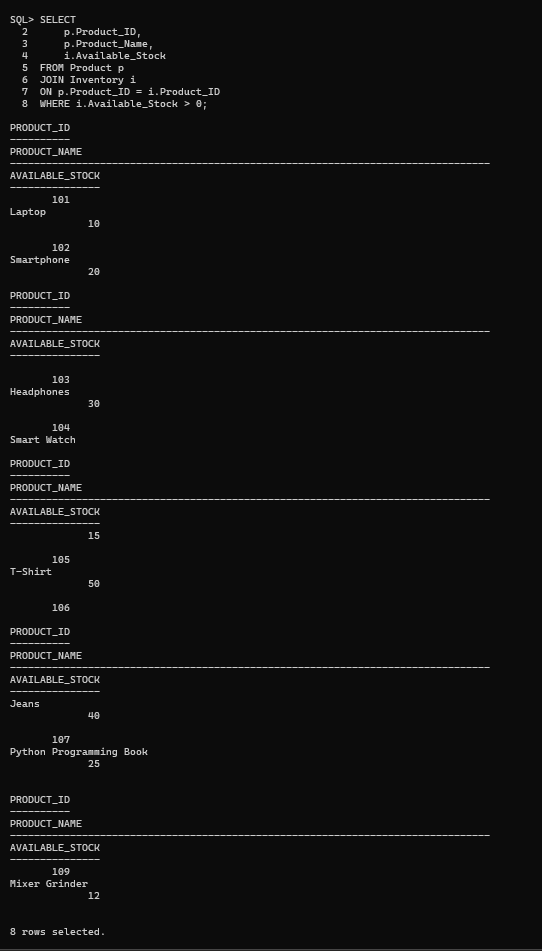 SQL> SELECT
  2      p.Product_ID,
  3      p.Product_Name,
  4      i.Available_Stock
  5  FROM Product p
  6  JOIN Inventory i
  7  ON p.Product_ID = i.Product_ID
  8  WHERE i.Available_Stock > 0;

PRODUCT_ID
----------
PRODUCT_NAME
--------------------------------------------------------------------------------
AVAILABLE_STOCK
---------------
       101
Laptop
             10

       102
Smartphone
             20

PRODUCT_ID
----------
PRODUCT_NAME
--------------------------------------------------------------------------------
AVAILABLE_STOCK
---------------

       103
Headphones
             30

       104
Smart Watch

PRODUCT_ID
----------
PRODUCT_NAME
--------------------------------------------------------------------------------
AVAILABLE_STOCK
---------------
             15

       105
T-Shirt
             50

       106

PRODUCT_ID
----------
PRODUCT_NAME
--------------------------------------------------------------------------------
AVAILABLE_STOCK
---------------
Jeans
             40

       107
Python Programming Book
             25


PRODUCT_ID
----------
PRODUCT_NAME
--------------------------------------------------------------------------------
AVAILABLE_STOCK
---------------
       109
Mixer Grinder
             12


8 rows selected.